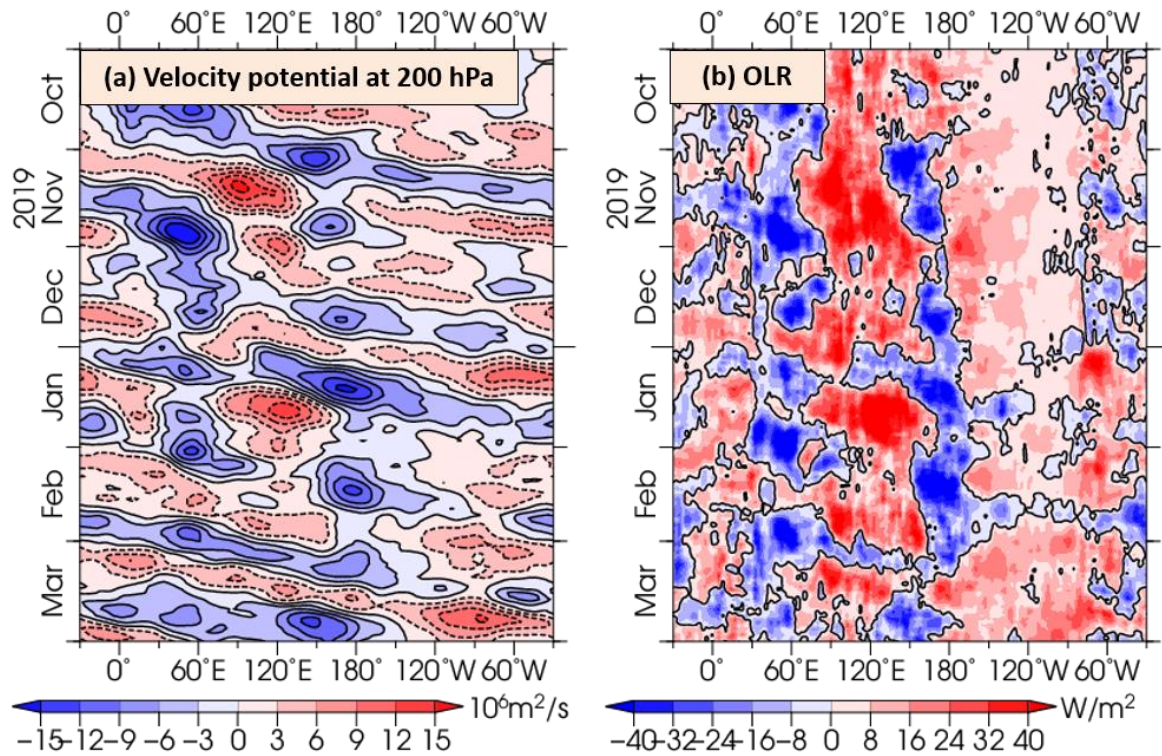 0° 60°E 120°E 180° 120°W 60°W
0° 60°E 120°E 180° 120°W 60°W
(a) Velocity potential at 200 hPa
(b) OLR
2019
Oct
Nov
Dec
Jan
Feb
Mar
2019
Oct
Nov
Dec
Jan
Feb
Mar
0° 60°E 120°E 180° 120°W 60°W
0° 60°E 120°E 180° 120°W 60°W
−15 −12 −9 −6 −3 0 3 6 9 12 15 10⁶m²/s
−40 −32 −24 −16 −8 0 8 16 24 32 40 W/m²